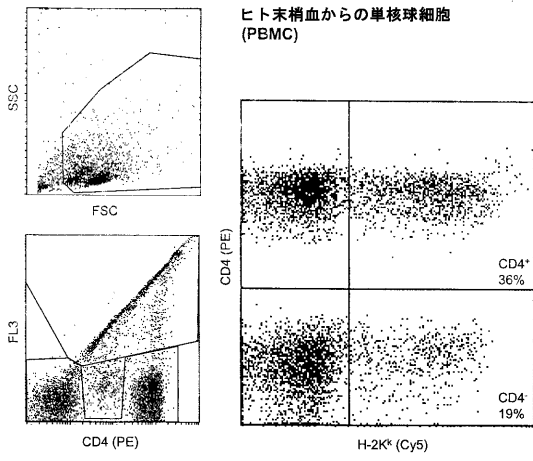 ヒト末梢血からの単核球細胞
(PBMC)
SSC
FSC
FL3
CD4 (PE)
CD4 (PE)
CD4⁺
36%
CD4⁻
19%
H-2Kᵏ (Cy5)